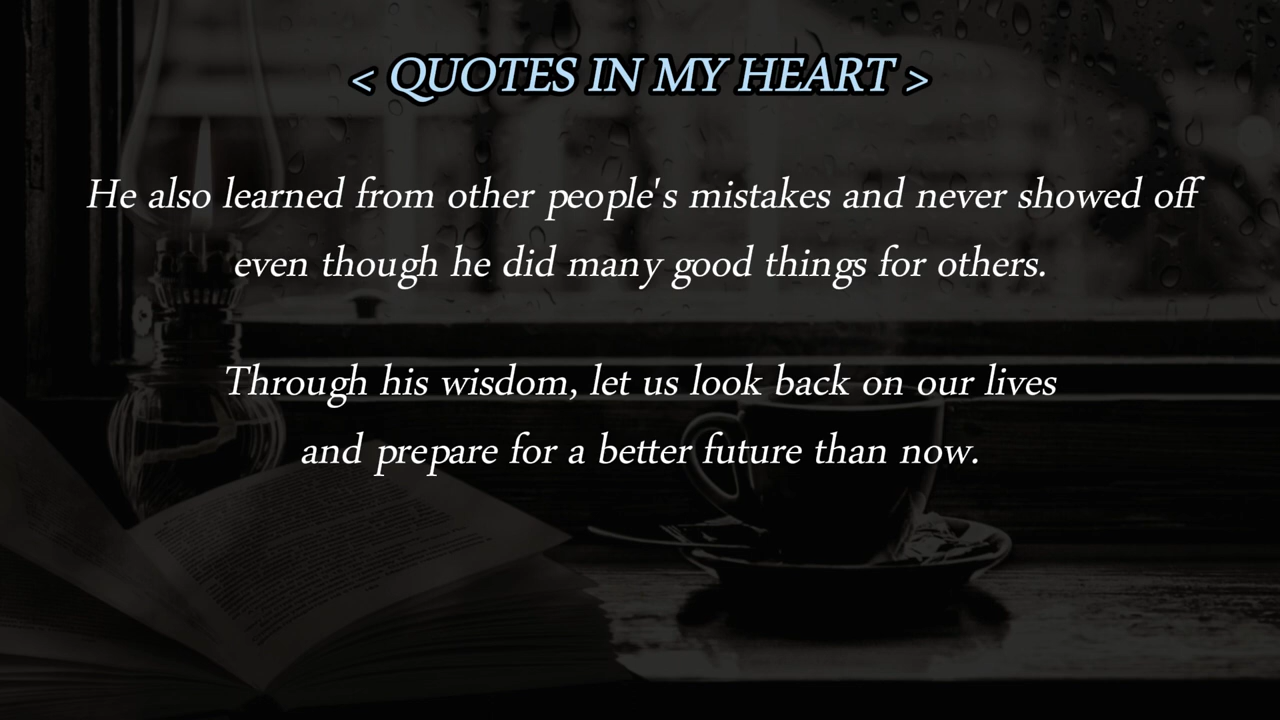 < QUOTES IN MY HEART >
He also learned from other people's mistakes and never showed off
even though he did many good things for others.
Through his wisdom, let us look back on our lives
and prepare for a better future than now.